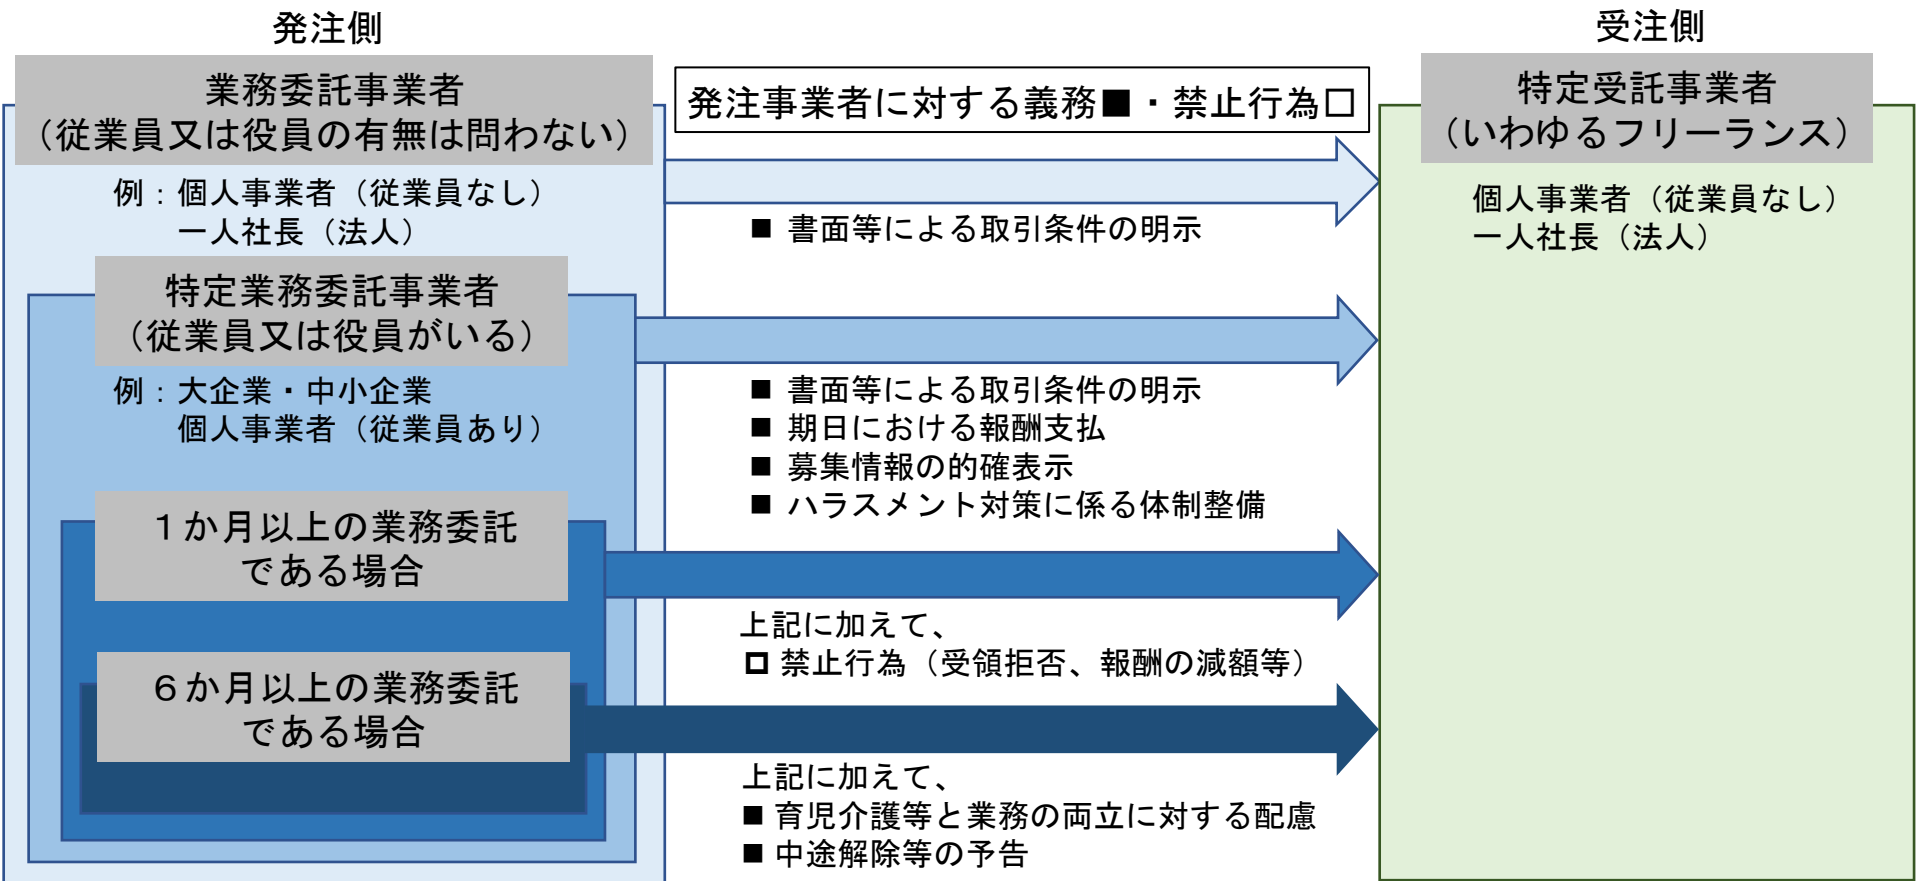 発注側
業務委託事業者
（従業員又は役員の有無は問わない）
例：個人事業者（従業員なし）
一人社長（法人）
特定業務委託事業者
（従業員又は役員がいる）
例：大企業・中小企業
個人事業者（従業員あり）
１か月以上の業務委託
である場合
６か月以上の業務委託
である場合
発注事業者に対する義務■・禁止行為□
■ 書面等による取引条件の明示
■ 書面等による取引条件の明示
■ 期日における報酬支払
■ 募集情報の的確表示
■ ハラスメント対策に係る体制整備
上記に加えて、
□ 禁止行為（受領拒否、報酬の減額等）
上記に加えて、
■ 育児介護等と業務の両立に対する配慮
■ 中途解除等の予告
受注側
特定受託事業者
（いわゆるフリーランス）
個人事業者（従業員なし）
一人社長（法人）